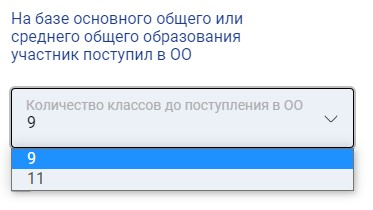 На базе основного общего или
среднего общего образования
участник поступил в ОО
Количество классов до поступления в ОО
9
9
11